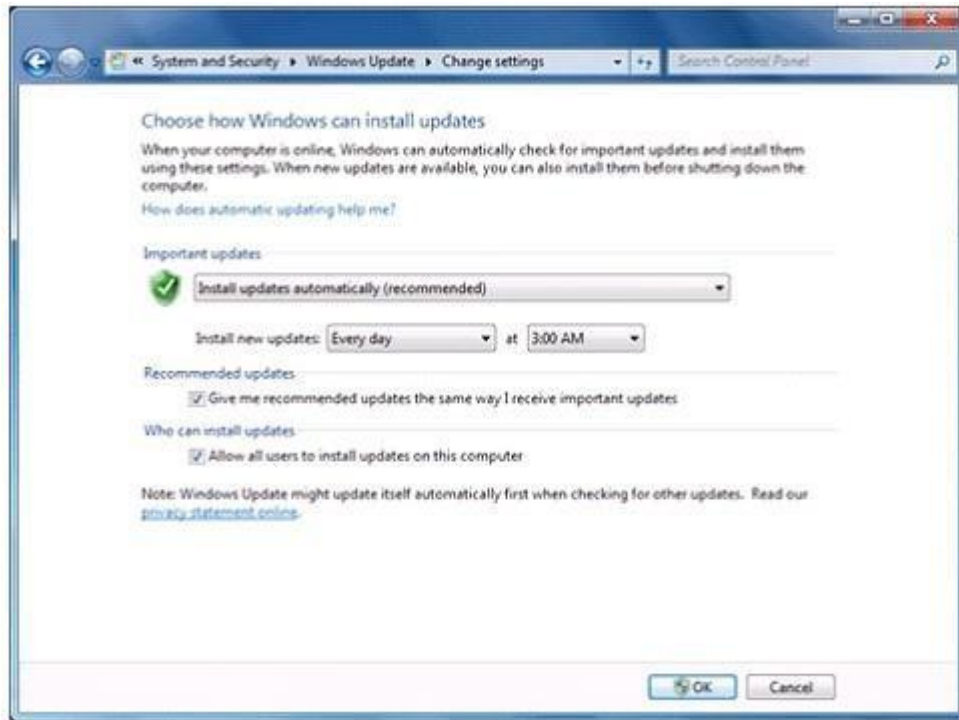 « System and Security ▸ Windows Update ▸ Change settings
Search Control Panel
Choose how Windows can install updates
When your computer is online, Windows can automatically check for important updates and install them
using these settings. When new updates are available, you can also install them before shutting down the
computer.
How does automatic updating help me?
Important updates
Install updates automatically (recommended)
Install new updates: Every day at 3:00 AM
Recommended updates
Give me recommended updates the same way I receive important updates
Who can install updates
Allow all users to install updates on this computer
Note: Windows Update might update itself automatically first when checking for other updates. Read our
privacy statement online.
OK Cancel